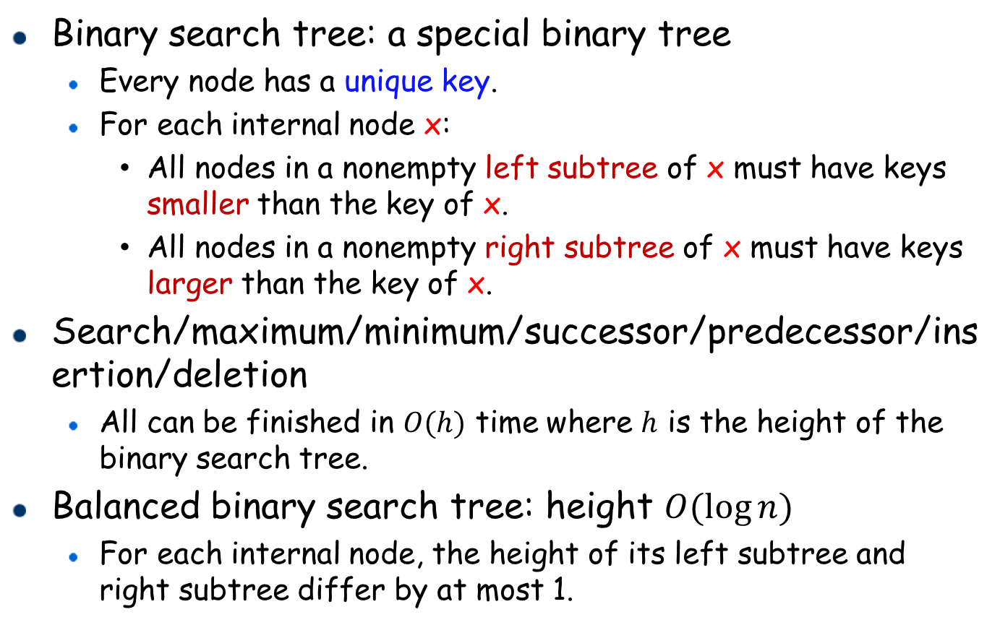 • Binary search tree: a special binary tree
• Every node has a unique key.
• For each internal node x:
• All nodes in a nonempty left subtree of x must have keys
smaller than the key of x.
• All nodes in a nonempty right subtree of x must have keys
larger than the key of x.
• Search/maximum/minimum/successor/predecessor/ins
ertion/deletion
• All can be finished in O(h) time where h is the height of the
binary search tree.
• Balanced binary search tree: height O(log n)
• For each internal node, the height of its left subtree and
right subtree differ by at most 1.